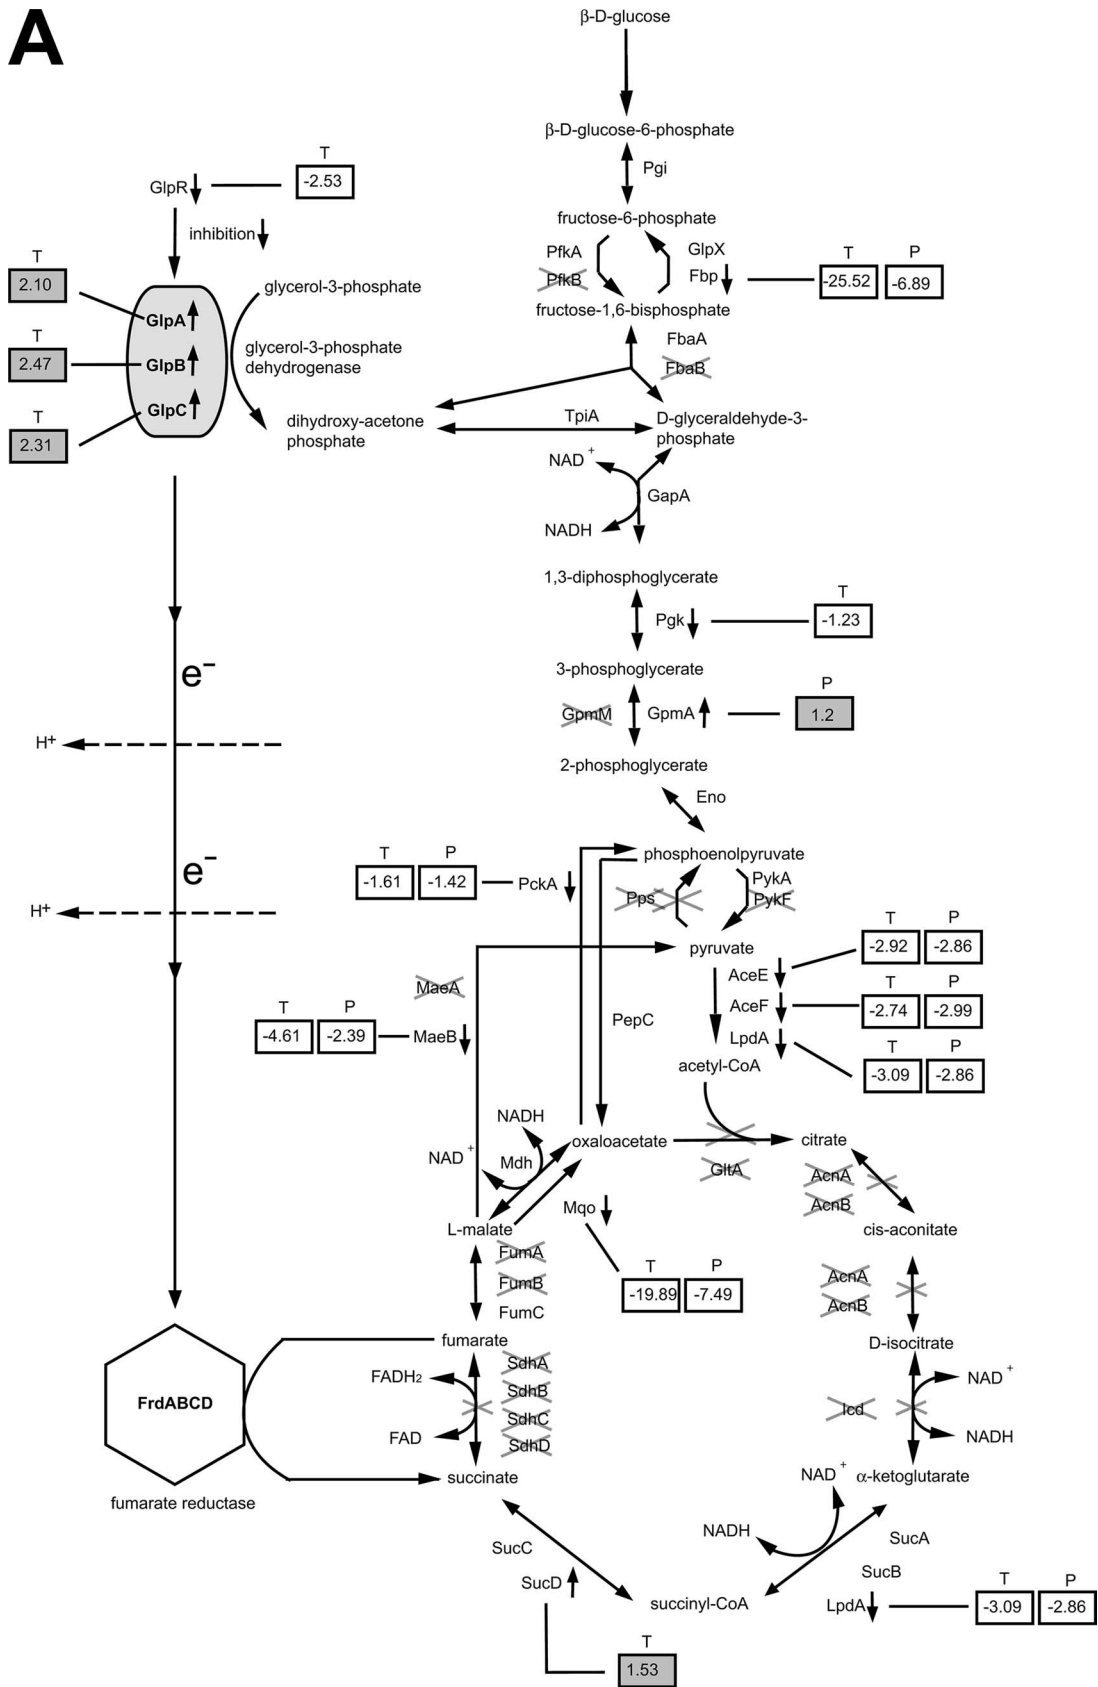 A
β-D-glucose
β-D-glucose-6-phosphate
Pgi
fructose-6-phosphate
PfkA
PfkB
GlpX
Fbp
T P
-25.52 -6.89
fructose-1,6-bisphosphate
FbaA
FbaB
T
-2.53
GlpR
inhibition
T
2.10
T
2.47
T
2.31
GlpA
GlpB
GlpC
glycerol-3-phosphate
glycerol-3-phosphate
dehydrogenase
dihydroxy-acetone
phosphate
TpiA
D-glyceraldehyde-3-
phosphate
NAD+
GapA
NADH
1,3-diphosphoglycerate
Pgk
T
-1.23
3-phosphoglycerate
GpmM
GpmA
P
1.2
2-phosphoglycerate
Eno
e−
H+
e−
H+
phosphoenolpyruvate
T P
-1.61 -1.42
PckA
Pps
PykA
PykF
pyruvate
AceE
T P
-2.92 -2.86
AceF
T P
-2.74 -2.99
LpdA
T P
-3.09 -2.86
acetyl-CoA
MaeA
T P
-4.61 -2.39
MaeB
PepC
NADH
NAD+
Mdh
oxaloacetate
citrate
GltA
AcnA
AcnB
cis-aconitate
L-malate
Mqo
T P
-19.89 -7.49
FumA
FumB
FumC
AcnA
AcnB
D-isocitrate
fumarate
FADH2
FAD
SdhA
SdhB
SdhC
SdhD
succinate
FrdABCD
fumarate reductase
Icd
NAD+
NADH
α-ketoglutarate
NAD+
NADH
SucA
SucB
LpdA
T P
-3.09 -2.86
SucC
SucD
succinyl-CoA
T
1.53